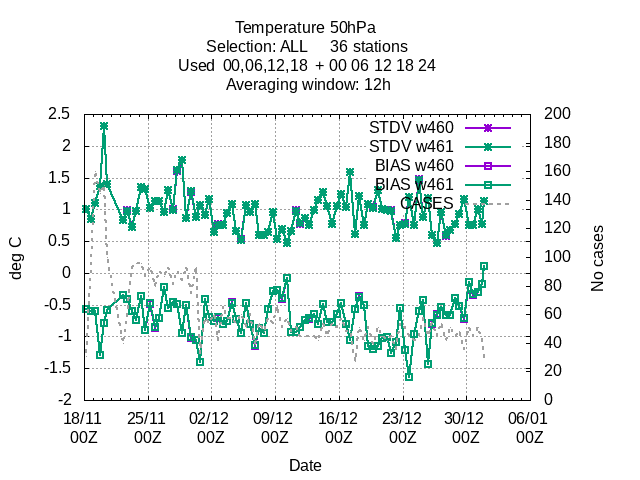 Temperature 50hPa
Selection: ALL     36 stations
Used  00,06,12,18  + 00 06 12 18 24
Averaging window: 12h
2.5
2
1.5
1
0.5
0
-0.5
-1
-1.5
-2
deg C
200
180
160
140
120
100
80
60
40
20
0
No cases
STDV w460
STDV w461
BIAS w460
BIAS w461
CASES
18/11 25/11 02/12 09/12 16/12 23/12 30/12 06/01
00Z 00Z 00Z 00Z 00Z 00Z 00Z 00Z
Date